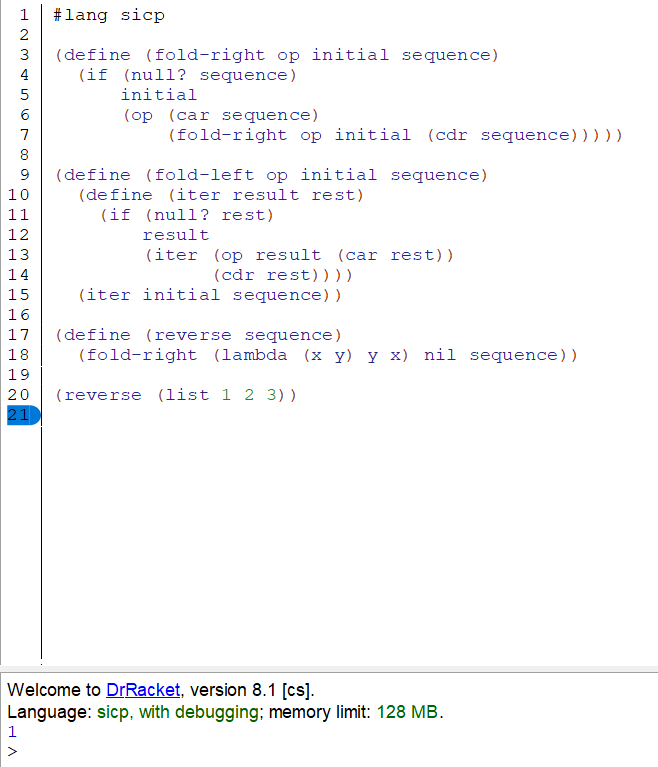 1 #lang sicp
2
3 (define (fold-right op initial sequence)
4   (if (null? sequence)
5       initial
6       (op (car sequence)
7           (fold-right op initial (cdr sequence)))))
8
9 (define (fold-left op initial sequence)
10   (define (iter result rest)
11     (if (null? rest)
12         result
13         (iter (op result (car rest))
14               (cdr rest))))
15   (iter initial sequence))
16
17 (define (reverse sequence)
18   (fold-right (lambda (x y) y x) nil sequence))
19
20 (reverse (list 1 2 3))
21
Welcome to DrRacket, version 8.1 [cs].
Language: sicp, with debugging; memory limit: 128 MB.
1
>